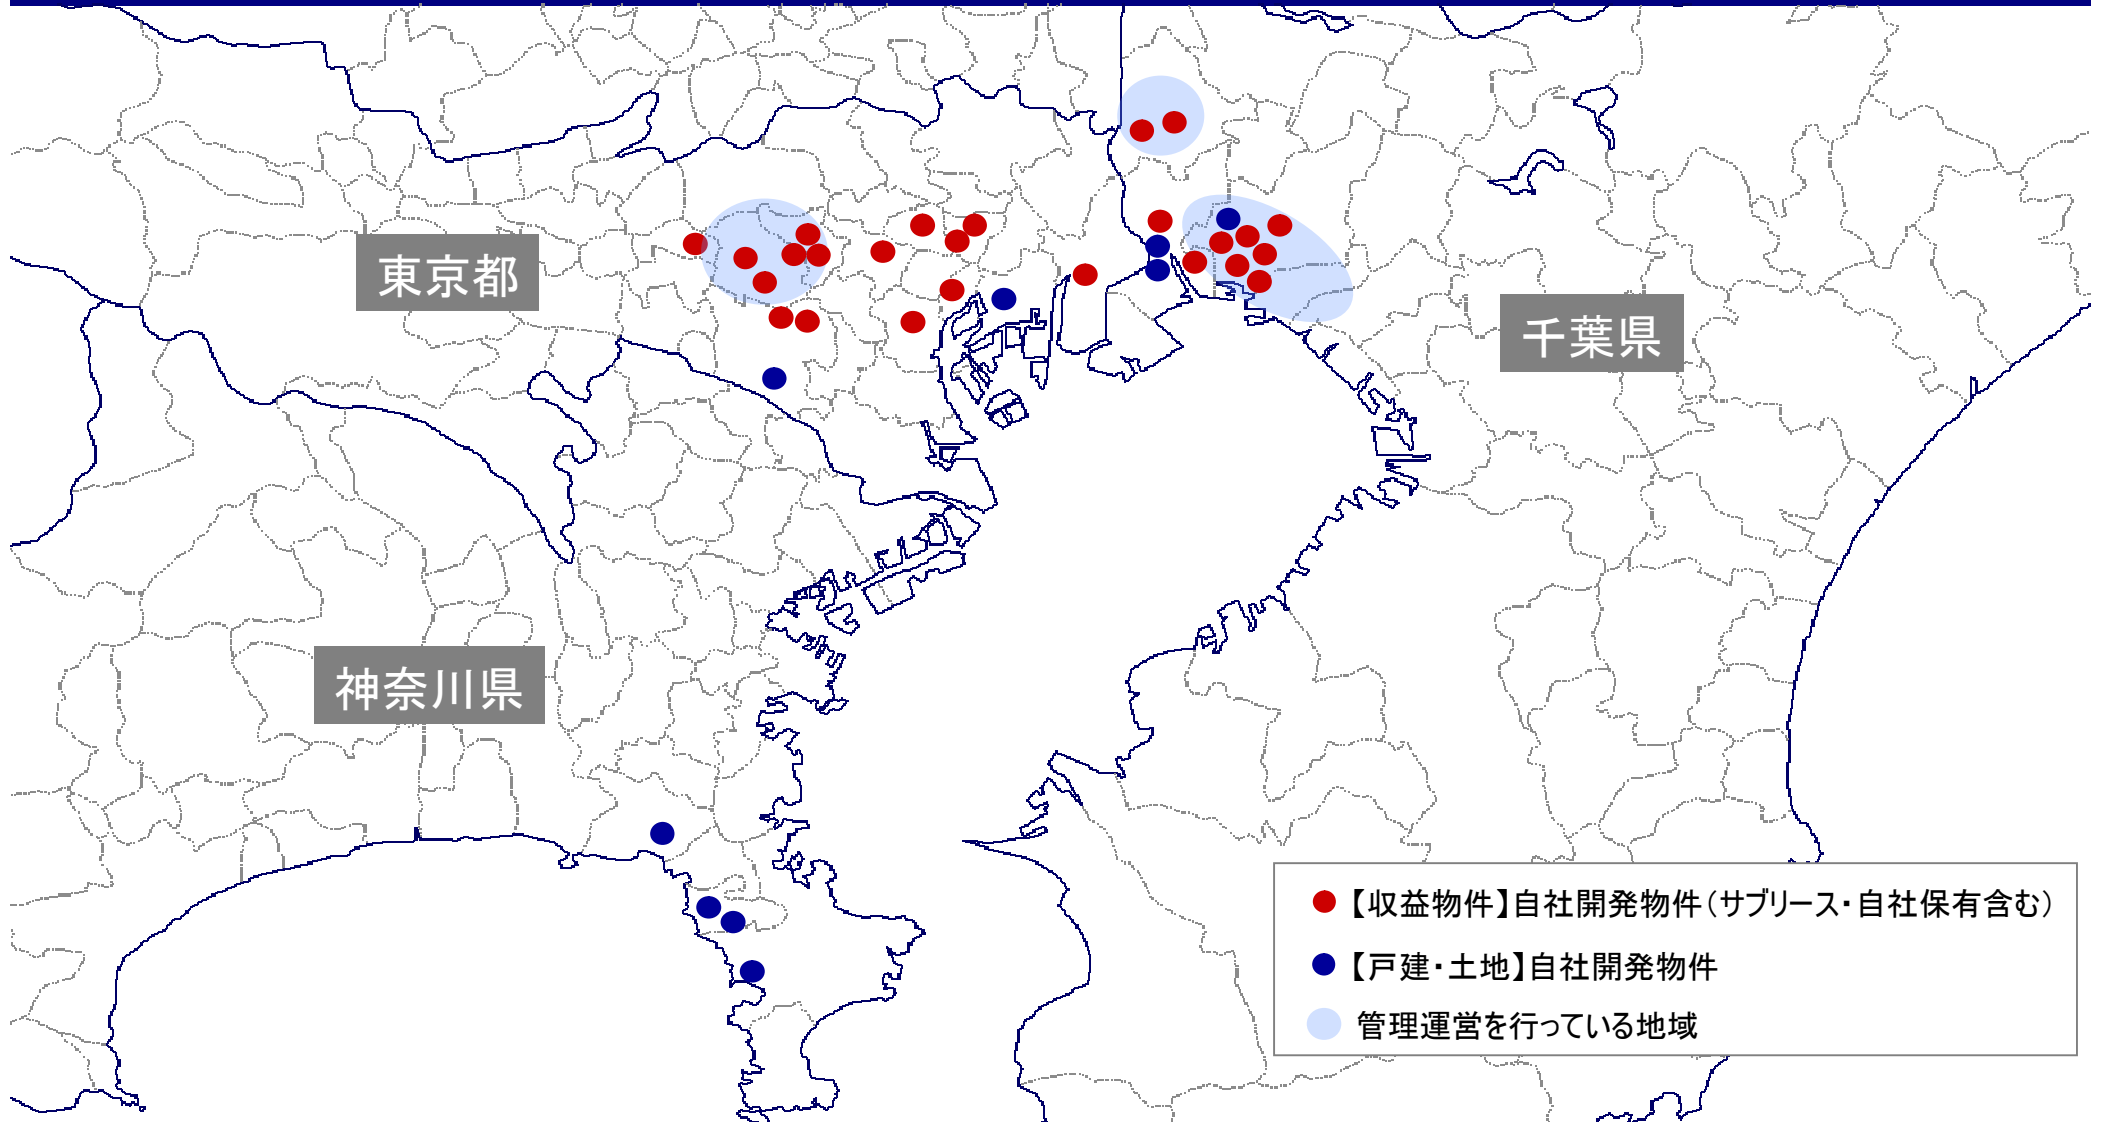 東京都
千葉県
神奈川県
【収益物件】自社開発物件（サブリース・自社保有含む）
【戸建・土地】自社開発物件
管理運営を行っている地域